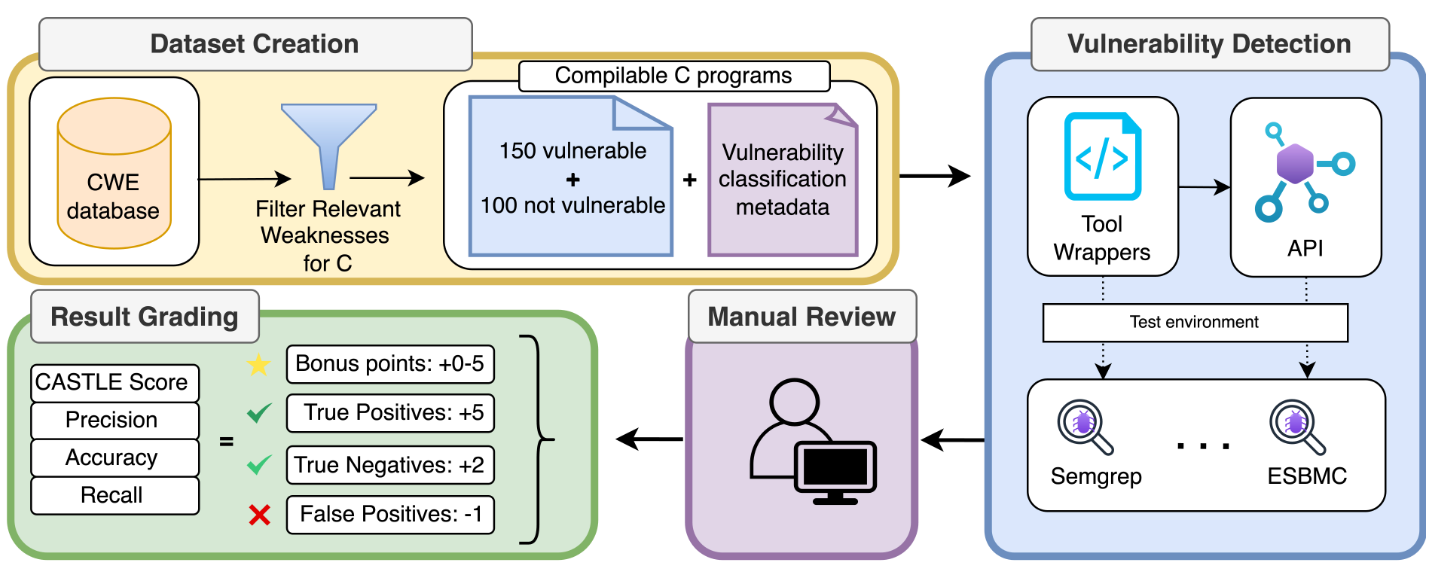 Dataset Creation
CWE
database
Filter Relevant
Weaknesses
for C
Compilable C programs
150 vulnerable
+
100 not vulnerable
+
Vulnerability
classification
metadata
Vulnerability Detection
</>
Tool
Wrappers
API
Test environment
Semgrep
. . .
ESBMC
Manual Review
Result Grading
CASTLE Score
Precision
Accuracy
Recall
=
Bonus points: +0-5
True Positives: +5
True Negatives: +2
False Positives: -1